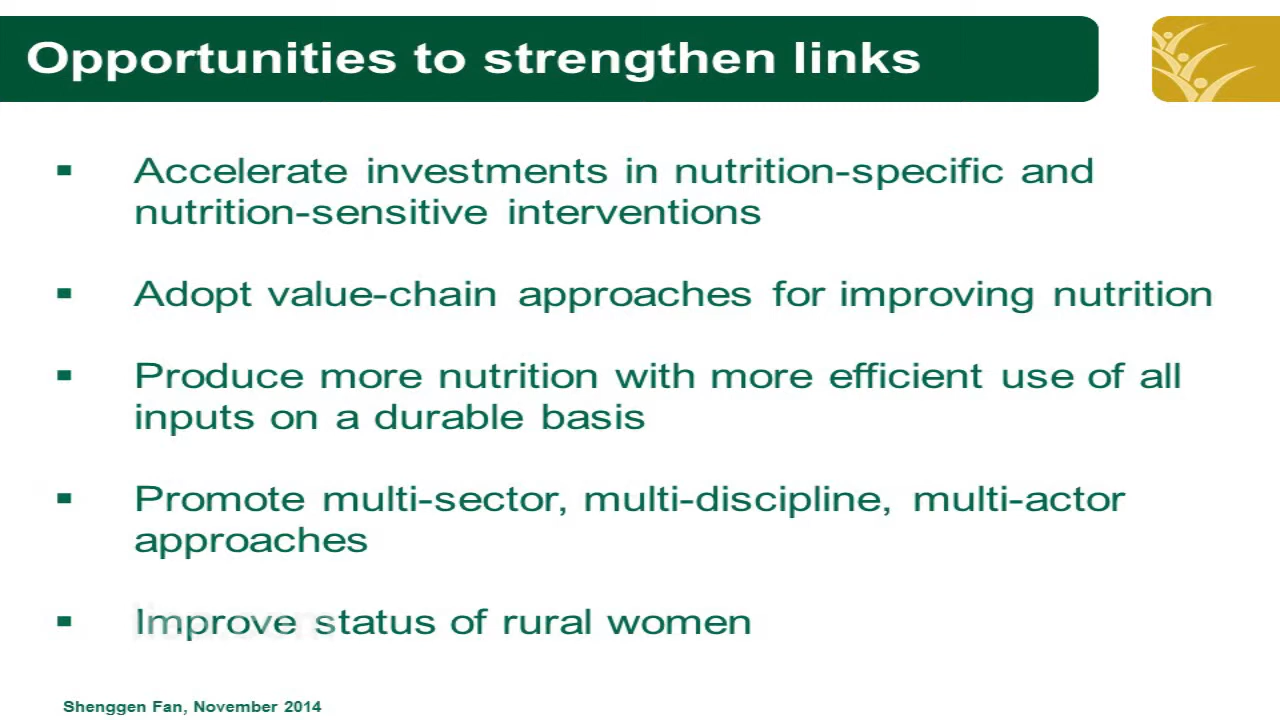 Opportunities to strengthen links
▪ Accelerate investments in nutrition-specific and
nutrition-sensitive interventions
▪ Adopt value-chain approaches for improving nutrition
▪ Produce more nutrition with more efficient use of all
inputs on a durable basis
▪ Promote multi-sector, multi-discipline, multi-actor
approaches
▪ Improve status of rural women
Shenggen Fan, November 2014